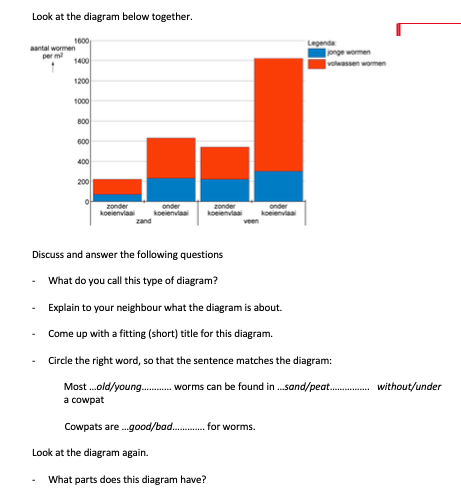 Look at the diagram below together.
aantal wormen
per m²
1600
1400
1200
1000
800
600
400
200
0
Legenda:
jonge wormen
volwassen wormen
zonder
koeienvlaai
onder
koeienvlaai
zonder
koeienvlaai
onder
koeienvlaai
zand
veen
Discuss and answer the following questions
- What do you call this type of diagram?
- Explain to your neighbour what the diagram is about.
- Come up with a fitting (short) title for this diagram.
- Circle the right word, so that the sentence matches the diagram:
Most ...old/young............ worms can be found in ...sand/peat................ without/under
a cowpat
Cowpats are ...good/bad............. for worms.
Look at the diagram again.
- What parts does this diagram have?